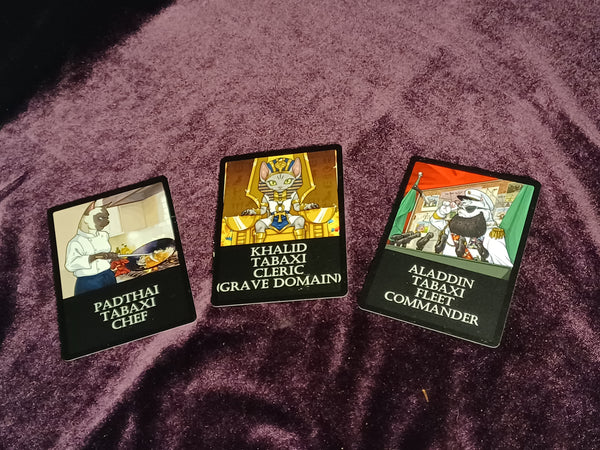 PADTHAI
TABAXI
CHEF
KHALID
TABAXI
CLERIC
(GRAVE DOMAIN)
ALADDIN
TABAXI
FLEET
COMMANDER